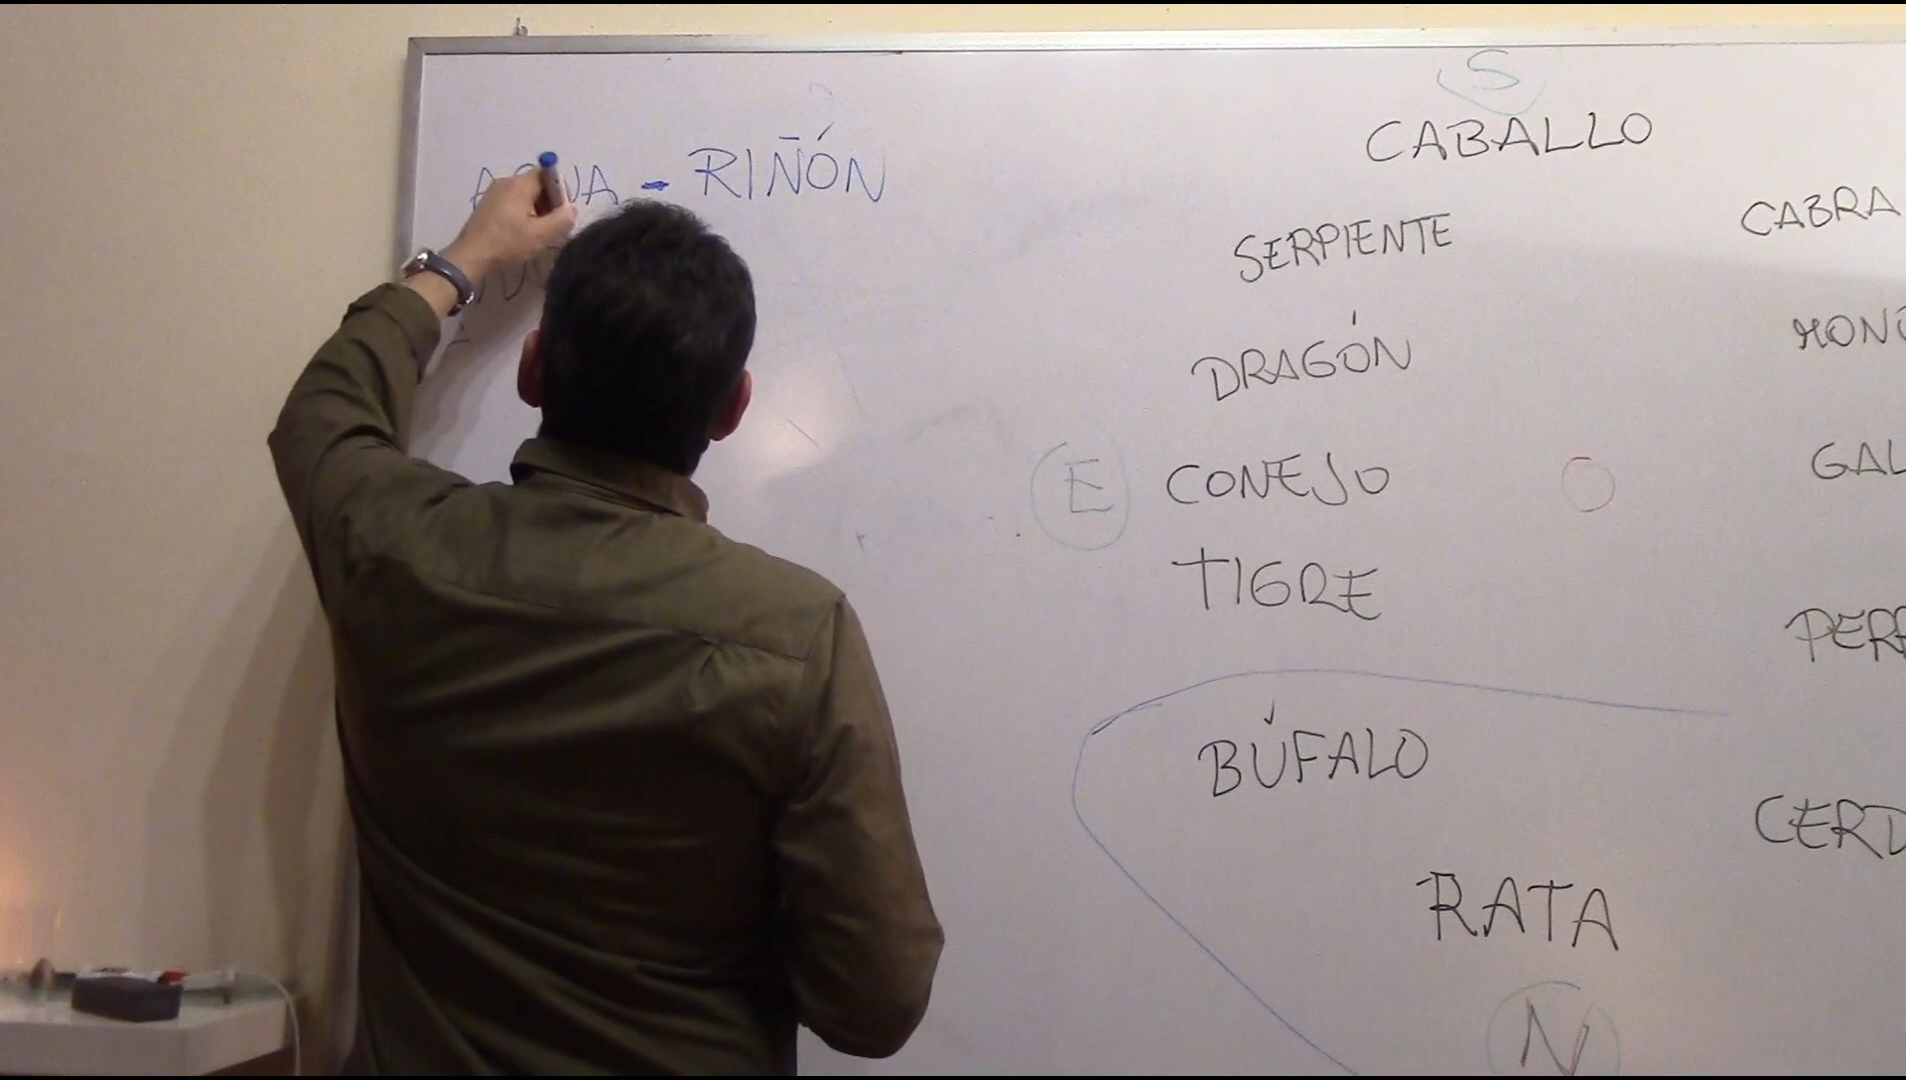 S
CABALLO
AGUA - RIÑÓN
SERPIENTE
CABRA
DRAGÓN
MONO
E CONEJO O
GAL
TIGRE
PERR
BÚFALO
CERD
RATA
N